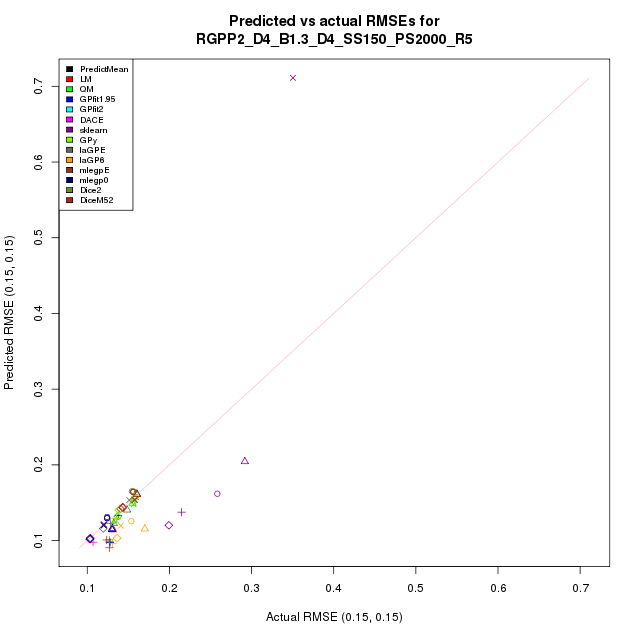 Predicted vs actual RMSEs for
RGPP2_D4_B1.3_D4_SS150_PS2000_R5
PredictMean
LM
QM
GPfit1.95
GPfit2
DACE
sklearn
GPy
laGPE
laGP6
mlegpE
mlegp0
Dice2
DiceM52
Predicted RMSE (0.15, 0.15)
0.7
0.6
0.5
0.4
0.3
0.2
0.1
0.1 0.2 0.3 0.4 0.5 0.6 0.7
Actual RMSE (0.15, 0.15)